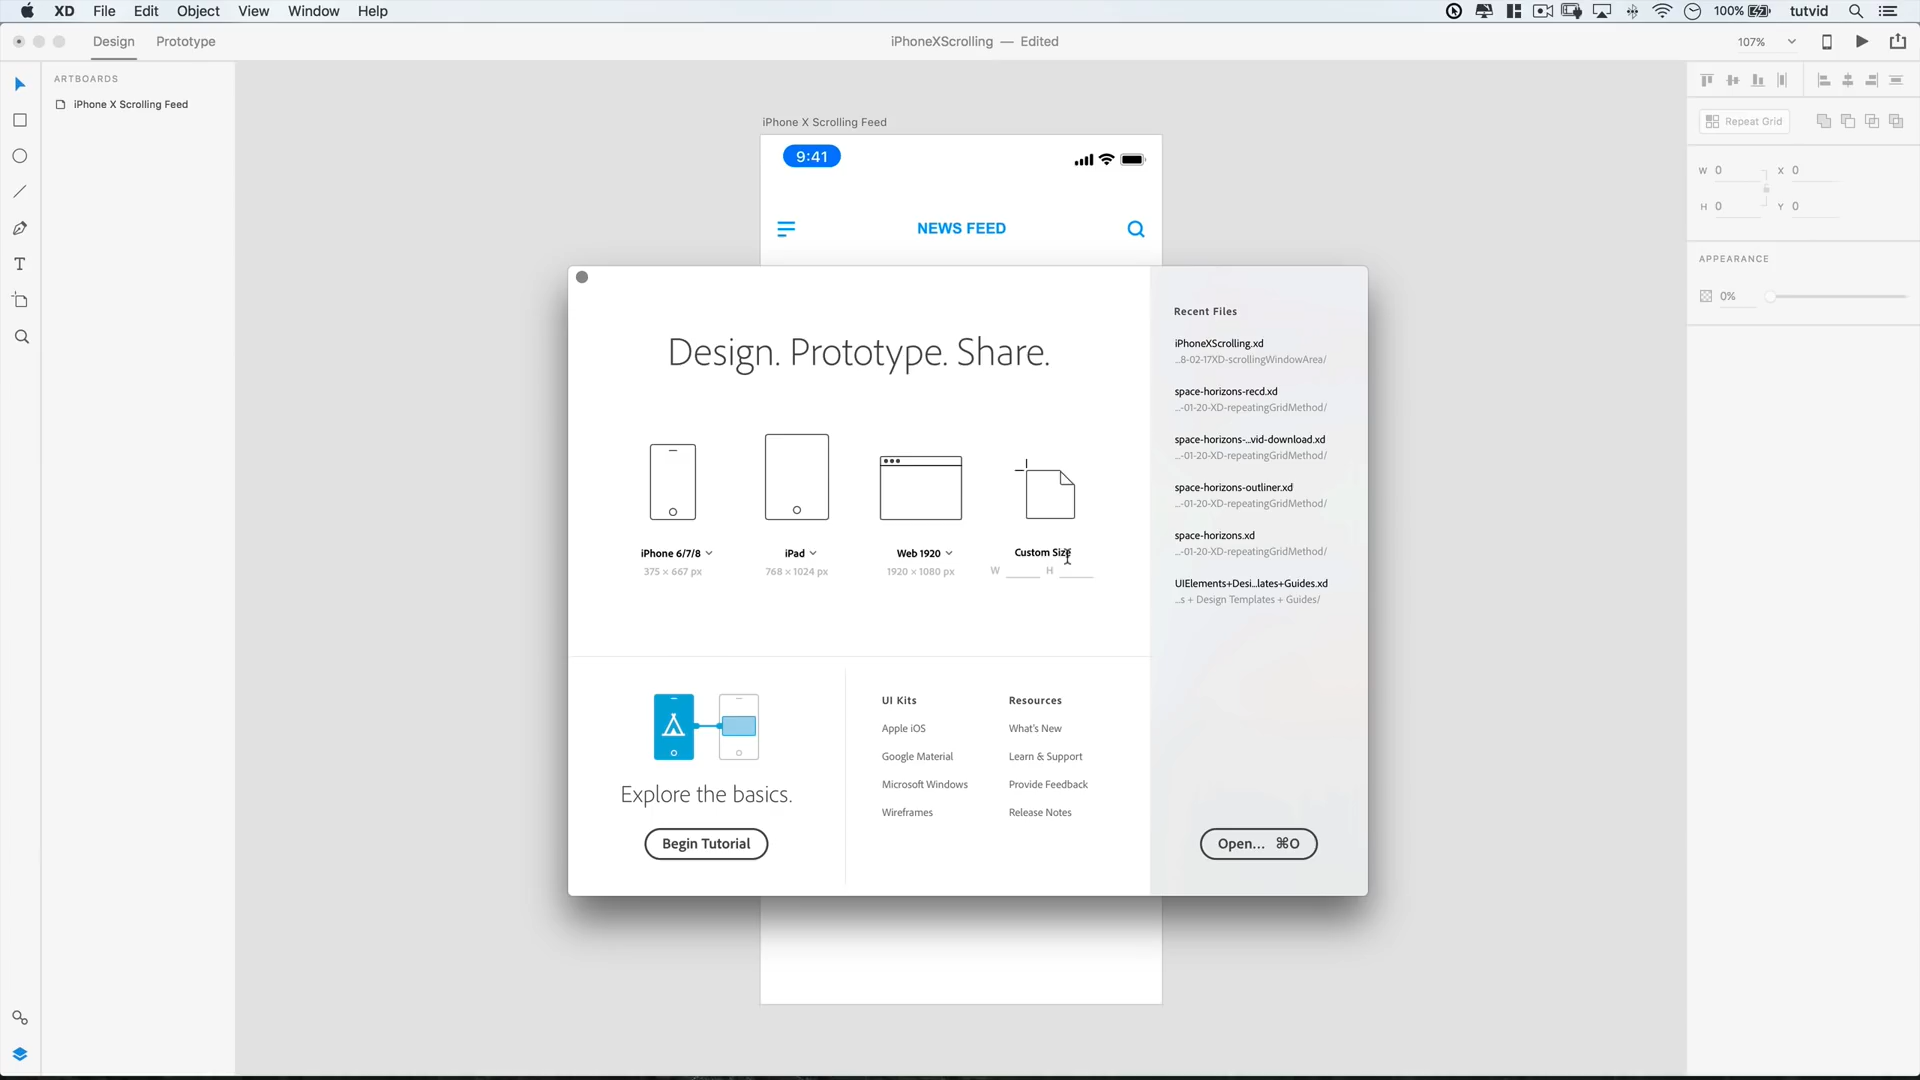 XD File Edit Object View Window Help
100% tutvid
Design Prototype
iPhoneXScrolling — Edited
107%
ARTBOARDS
iPhone X Scrolling Feed
iPhone X Scrolling Feed
9:41
NEWS FEED
Design. Prototype. Share.
iPhone 6/7/8
375 × 667 px
iPad
768 × 1024 px
Web 1920
1920 × 1080 px
Custom Size
W H
Explore the basics.
Begin Tutorial
UI Kits
Apple iOS
Google Material
Microsoft Windows
Wireframes
Resources
What's New
Learn & Support
Provide Feedback
Release Notes
Recent Files
iPhoneXScrolling.xd
...8-02-17XD-scrollingWindowArea/
space-horizons-recd.xd
...-01-20-XD-repeatingGridMethod/
space-horizons-...vid-download.xd
...-01-20-XD-repeatingGridMethod/
space-horizons-outliner.xd
...-01-20-XD-repeatingGridMethod/
space-horizons.xd
...-01-20-XD-repeatingGridMethod/
UIElements+Desi...lates+Guides.xd
...s + Design Templates + Guides/
Open... ⌘O
Repeat Grid
W 0 X 0
H 0 Y 0
APPEARANCE
0%